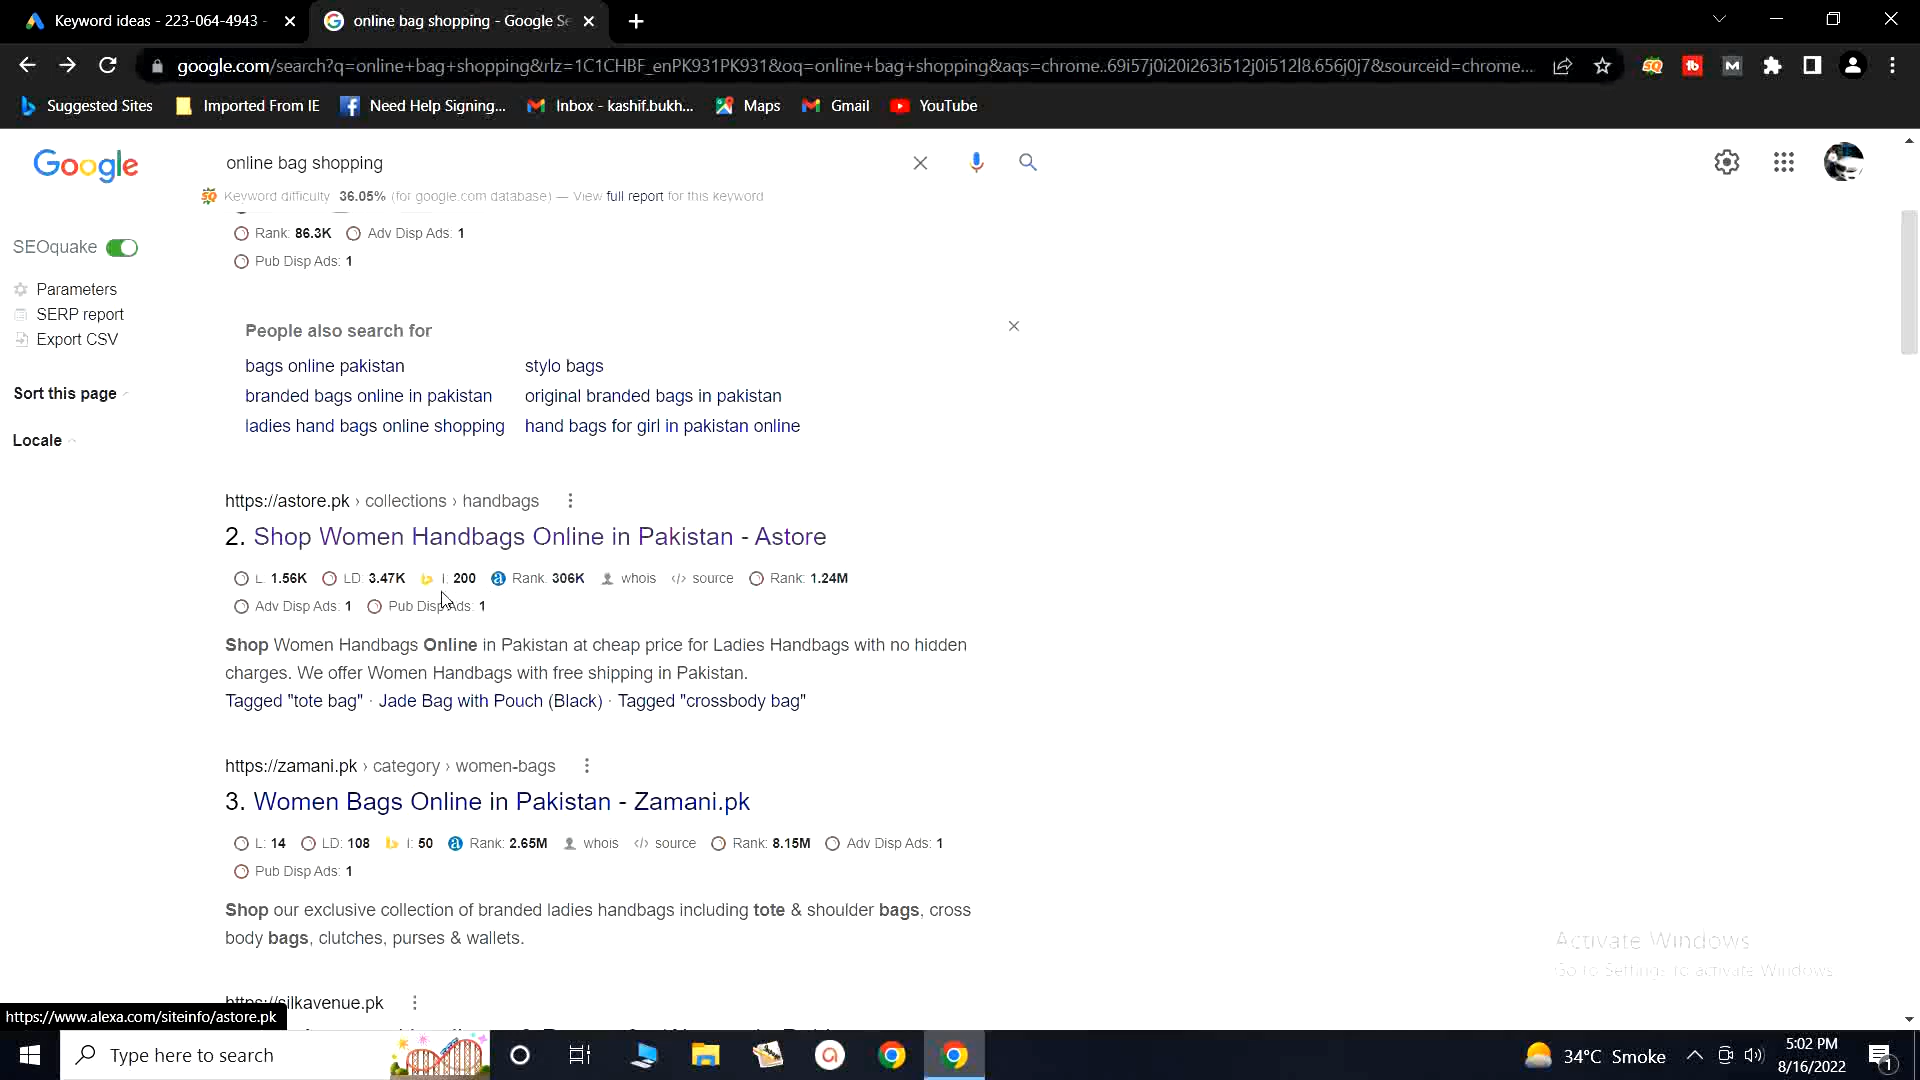 Keyword ideas - 223-064-4943 -
online bag shopping - Google Se
google.com/search?q=online+bag+shopping&rlz=1C1CHBF_enPK931PK931&oq=online+bag+shopping&aqs=chrome..69i57j0i20i263i512j0i512l8.656j0j7&sourceid=chrome...
Suggested Sites
Imported From IE
Need Help Signing...
Inbox - kashif.bukh...
Maps
Gmail
YouTube
Google
online bag shopping
Keyword difficulty 36.05% (for google.com database) — View full report for this keyword
Rank: 86.3K Adv Disp Ads: 1
Pub Disp Ads: 1
SEOquake
Parameters
SERP report
Export CSV
Sort this page
Locale
People also search for
bags online pakistan
stylo bags
branded bags online in pakistan
original branded bags in pakistan
ladies hand bags online shopping
hand bags for girl in pakistan online
https://astore.pk › collections › handbags
2. Shop Women Handbags Online in Pakistan - Astore
L: 1.56K LD: 3.47K I: 200 Rank: 306K whois source Rank: 1.24M
Adv Disp Ads: 1 Pub Disp Ads: 1
Shop Women Handbags Online in Pakistan at cheap price for Ladies Handbags with no hidden
charges. We offer Women Handbags with free shipping in Pakistan.
Tagged "tote bag" · Jade Bag with Pouch (Black) · Tagged "crossbody bag"
https://zamani.pk › category › women-bags
3. Women Bags Online in Pakistan - Zamani.pk
L: 14 LD: 108 I: 50 Rank: 2.65M whois source Rank: 8.15M Adv Disp Ads: 1
Pub Disp Ads: 1
Shop our exclusive collection of branded ladies handbags including tote & shoulder bags, cross
body bags, clutches, purses & wallets.
https://silkavenue.pk
Activate Windows
Go to Settings to activate Windows.
https://www.alexa.com/siteinfo/astore.pk
Type here to search
34°C Smoke
5:02 PM
8/16/2022
1